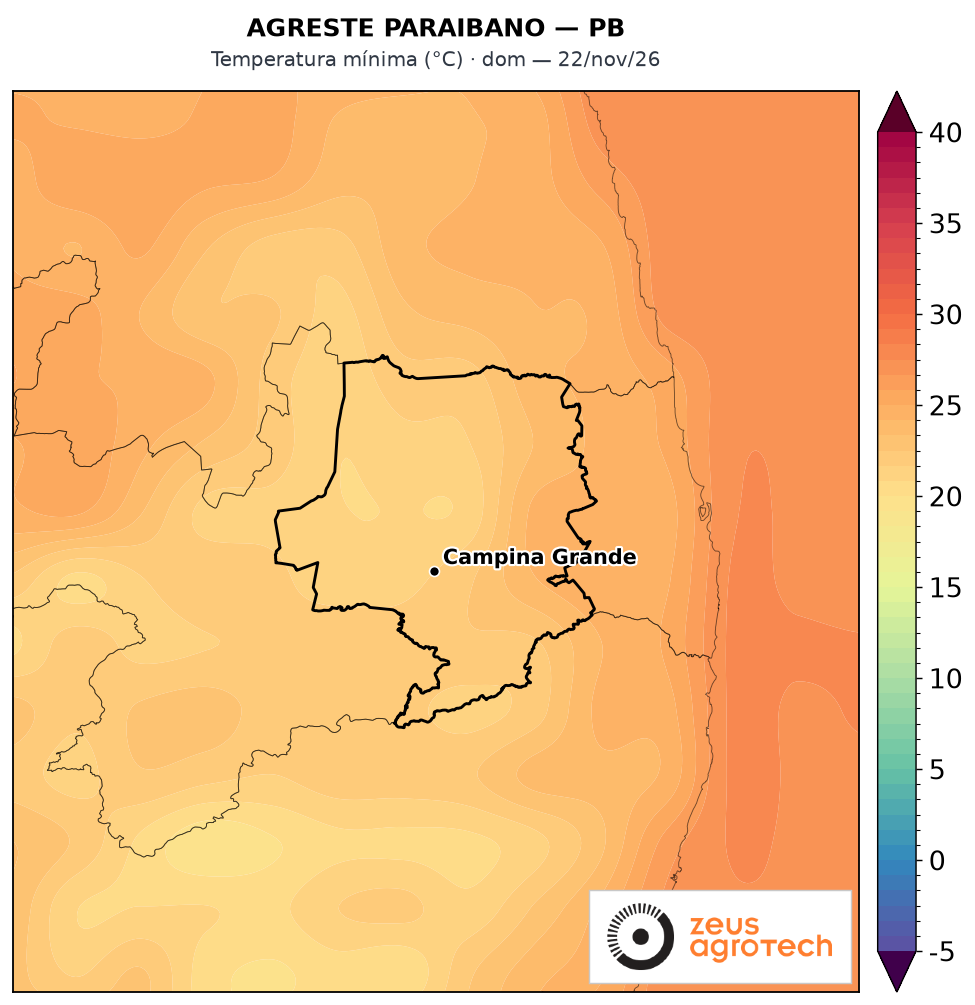 AGRESTE PARAIBANO — PB
Temperatura mínima (°C) · dom — 22/nov/26
40
35
30
25
20
15
10
5
0
-5
Campina Grande
zeus
agrotech